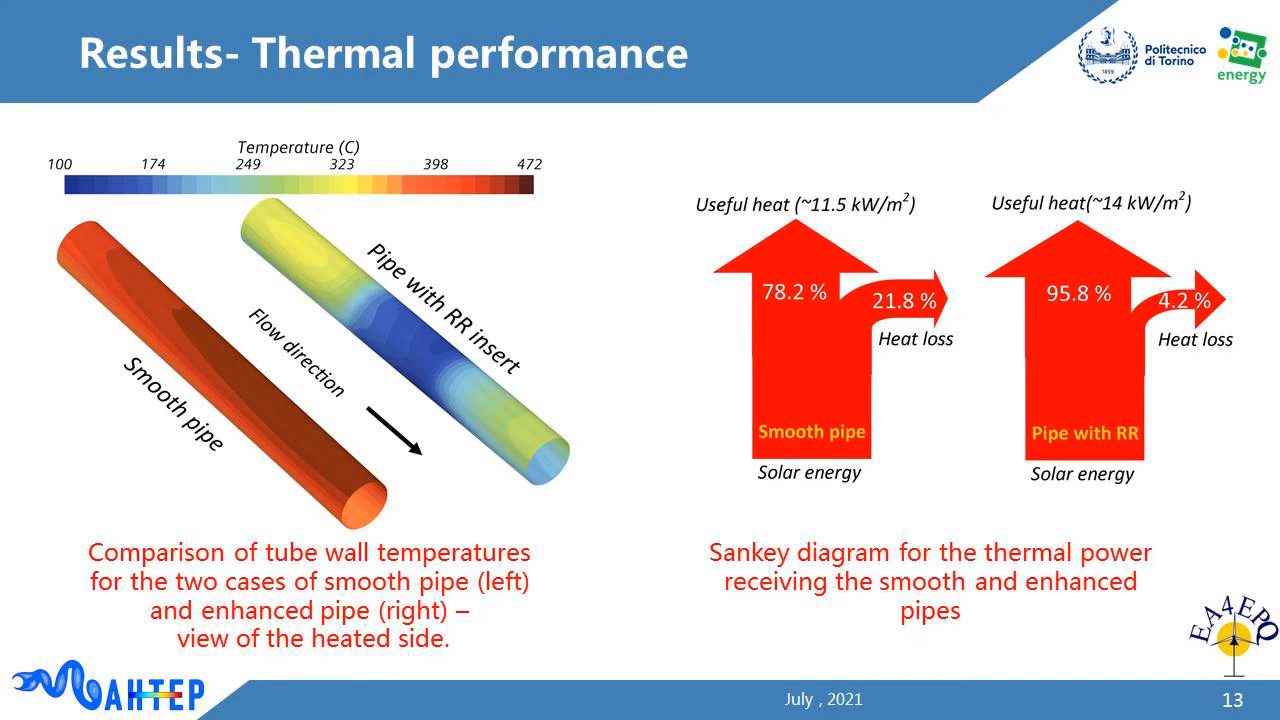 Results- Thermal performance
Politecnico
di Torino
1859
energy
Temperature (C)
100 174 249 323 398 472
Pipe with RR insert
Flow direction
Smooth pipe
Useful heat (~11.5 kW/m2)
78.2 %
21.8 %
Heat loss
Smooth pipe
Solar energy
Useful heat(~14 kW/m2)
95.8 %
4.2 %
Heat loss
Pipe with RR
Solar energy
Comparison of tube wall temperatures
for the two cases of smooth pipe (left)
and enhanced pipe (right) –
view of the heated side.
Sankey diagram for the thermal power
receiving the smooth and enhanced
pipes
EA4EPQ
AHTEP
July , 2021
13